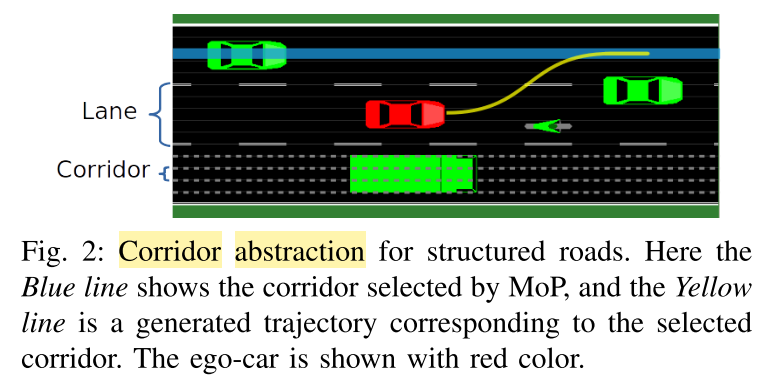 Lane
Corridor
Fig. 2: Corridor abstraction for structured roads. Here the
Blue line shows the corridor selected by MoP, and the Yellow
line is a generated trajectory corresponding to the selected
corridor. The ego-car is shown with red color.